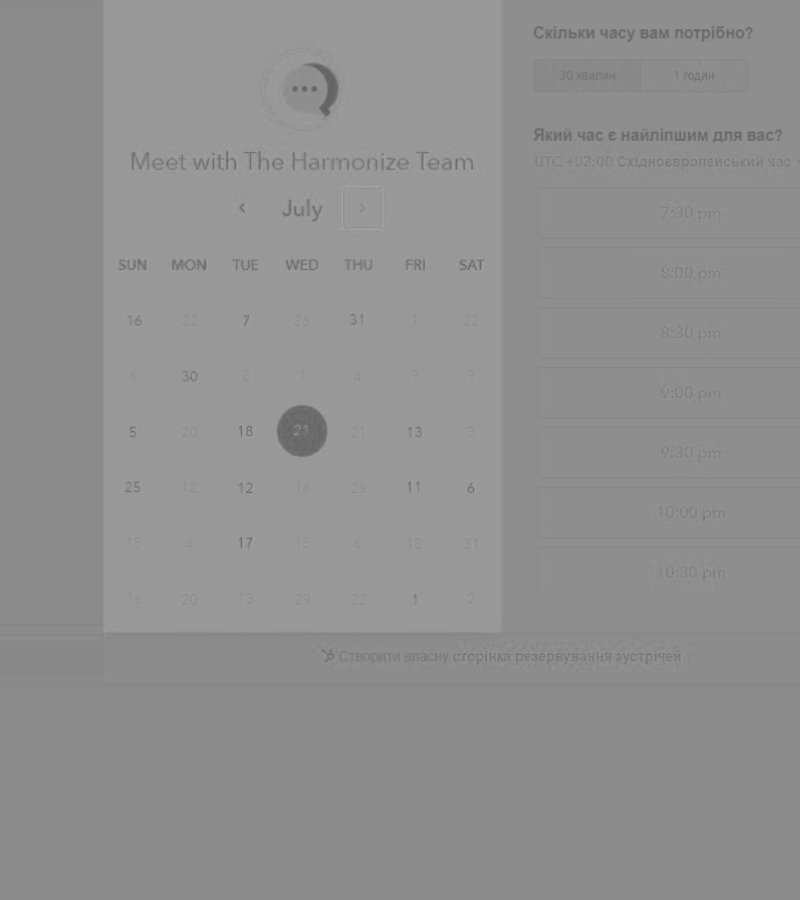 Meet with The Harmonize Team
July
SUN MON TUE WED THU FRI SAT
16 22 7 26 31 1 22
6 30 8 1 4 9 9
5 20 18 21 21 13 3
25 12 12 16 29 11 6
15 4 17 15 6 18 31
16 20 13 29 22 1 2
Скільки часу вам потрібно?
30 хвилин 1 годин
Який час є найліпшим для вас?
UTC +03:00 Східноєвропейський час
7:30 pm
8:00 pm
8:30 pm
9:00 pm
9:30 pm
10:00 pm
10:30 pm
Створити власну сторінка резервування зустрічей